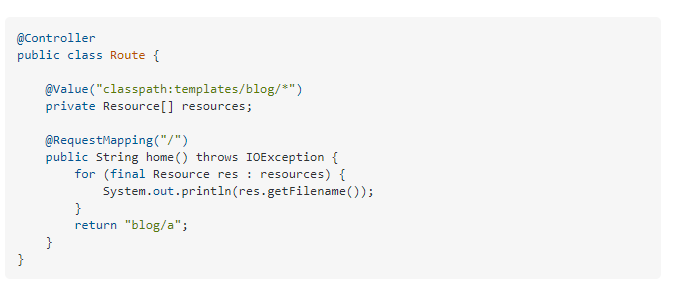 @Controller
public class Route {
@Value("classpath:templates/blog/*")
private Resource[] resources;
@RequestMapping("/")
public String home() throws IOException {
for (final Resource res : resources) {
System.out.println(res.getFilename());
}
return "blog/a";
}
}